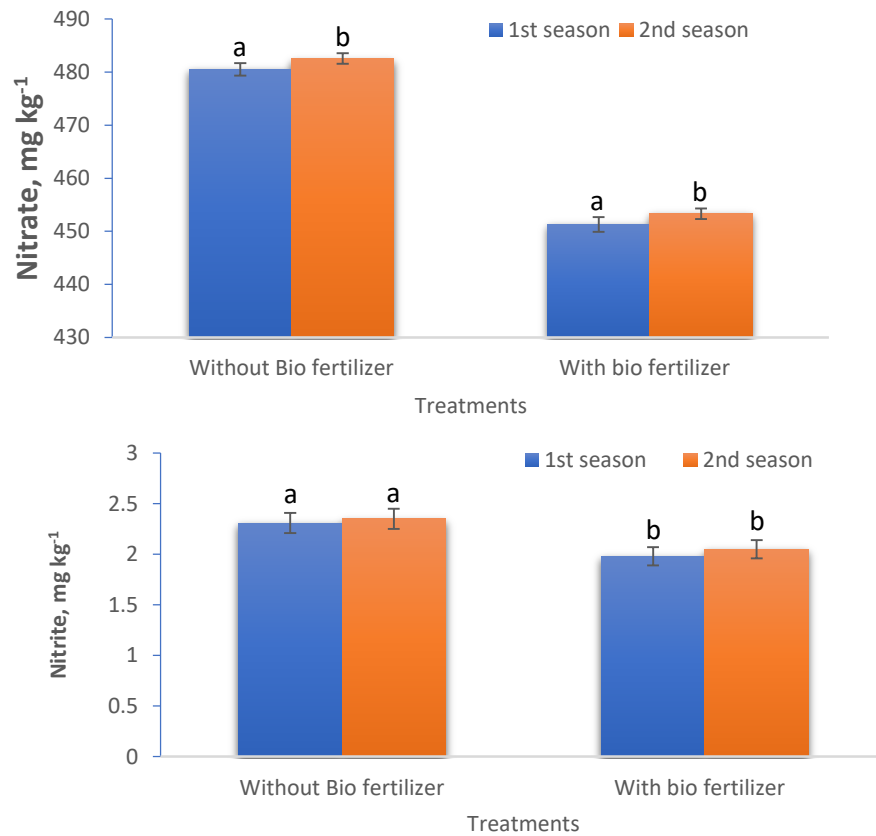 490
480
470
460
450
440
430
Nitrate, mg kg-1
1st season 2nd season
a b
a b
Without Bio fertilizer With bio fertilizer
Treatments
3
2.5
2
1.5
1
0.5
0
Nitrite, mg kg-1
1st season 2nd season
a a
b b
Without Bio fertilizer With bio fertilizer
Treatments